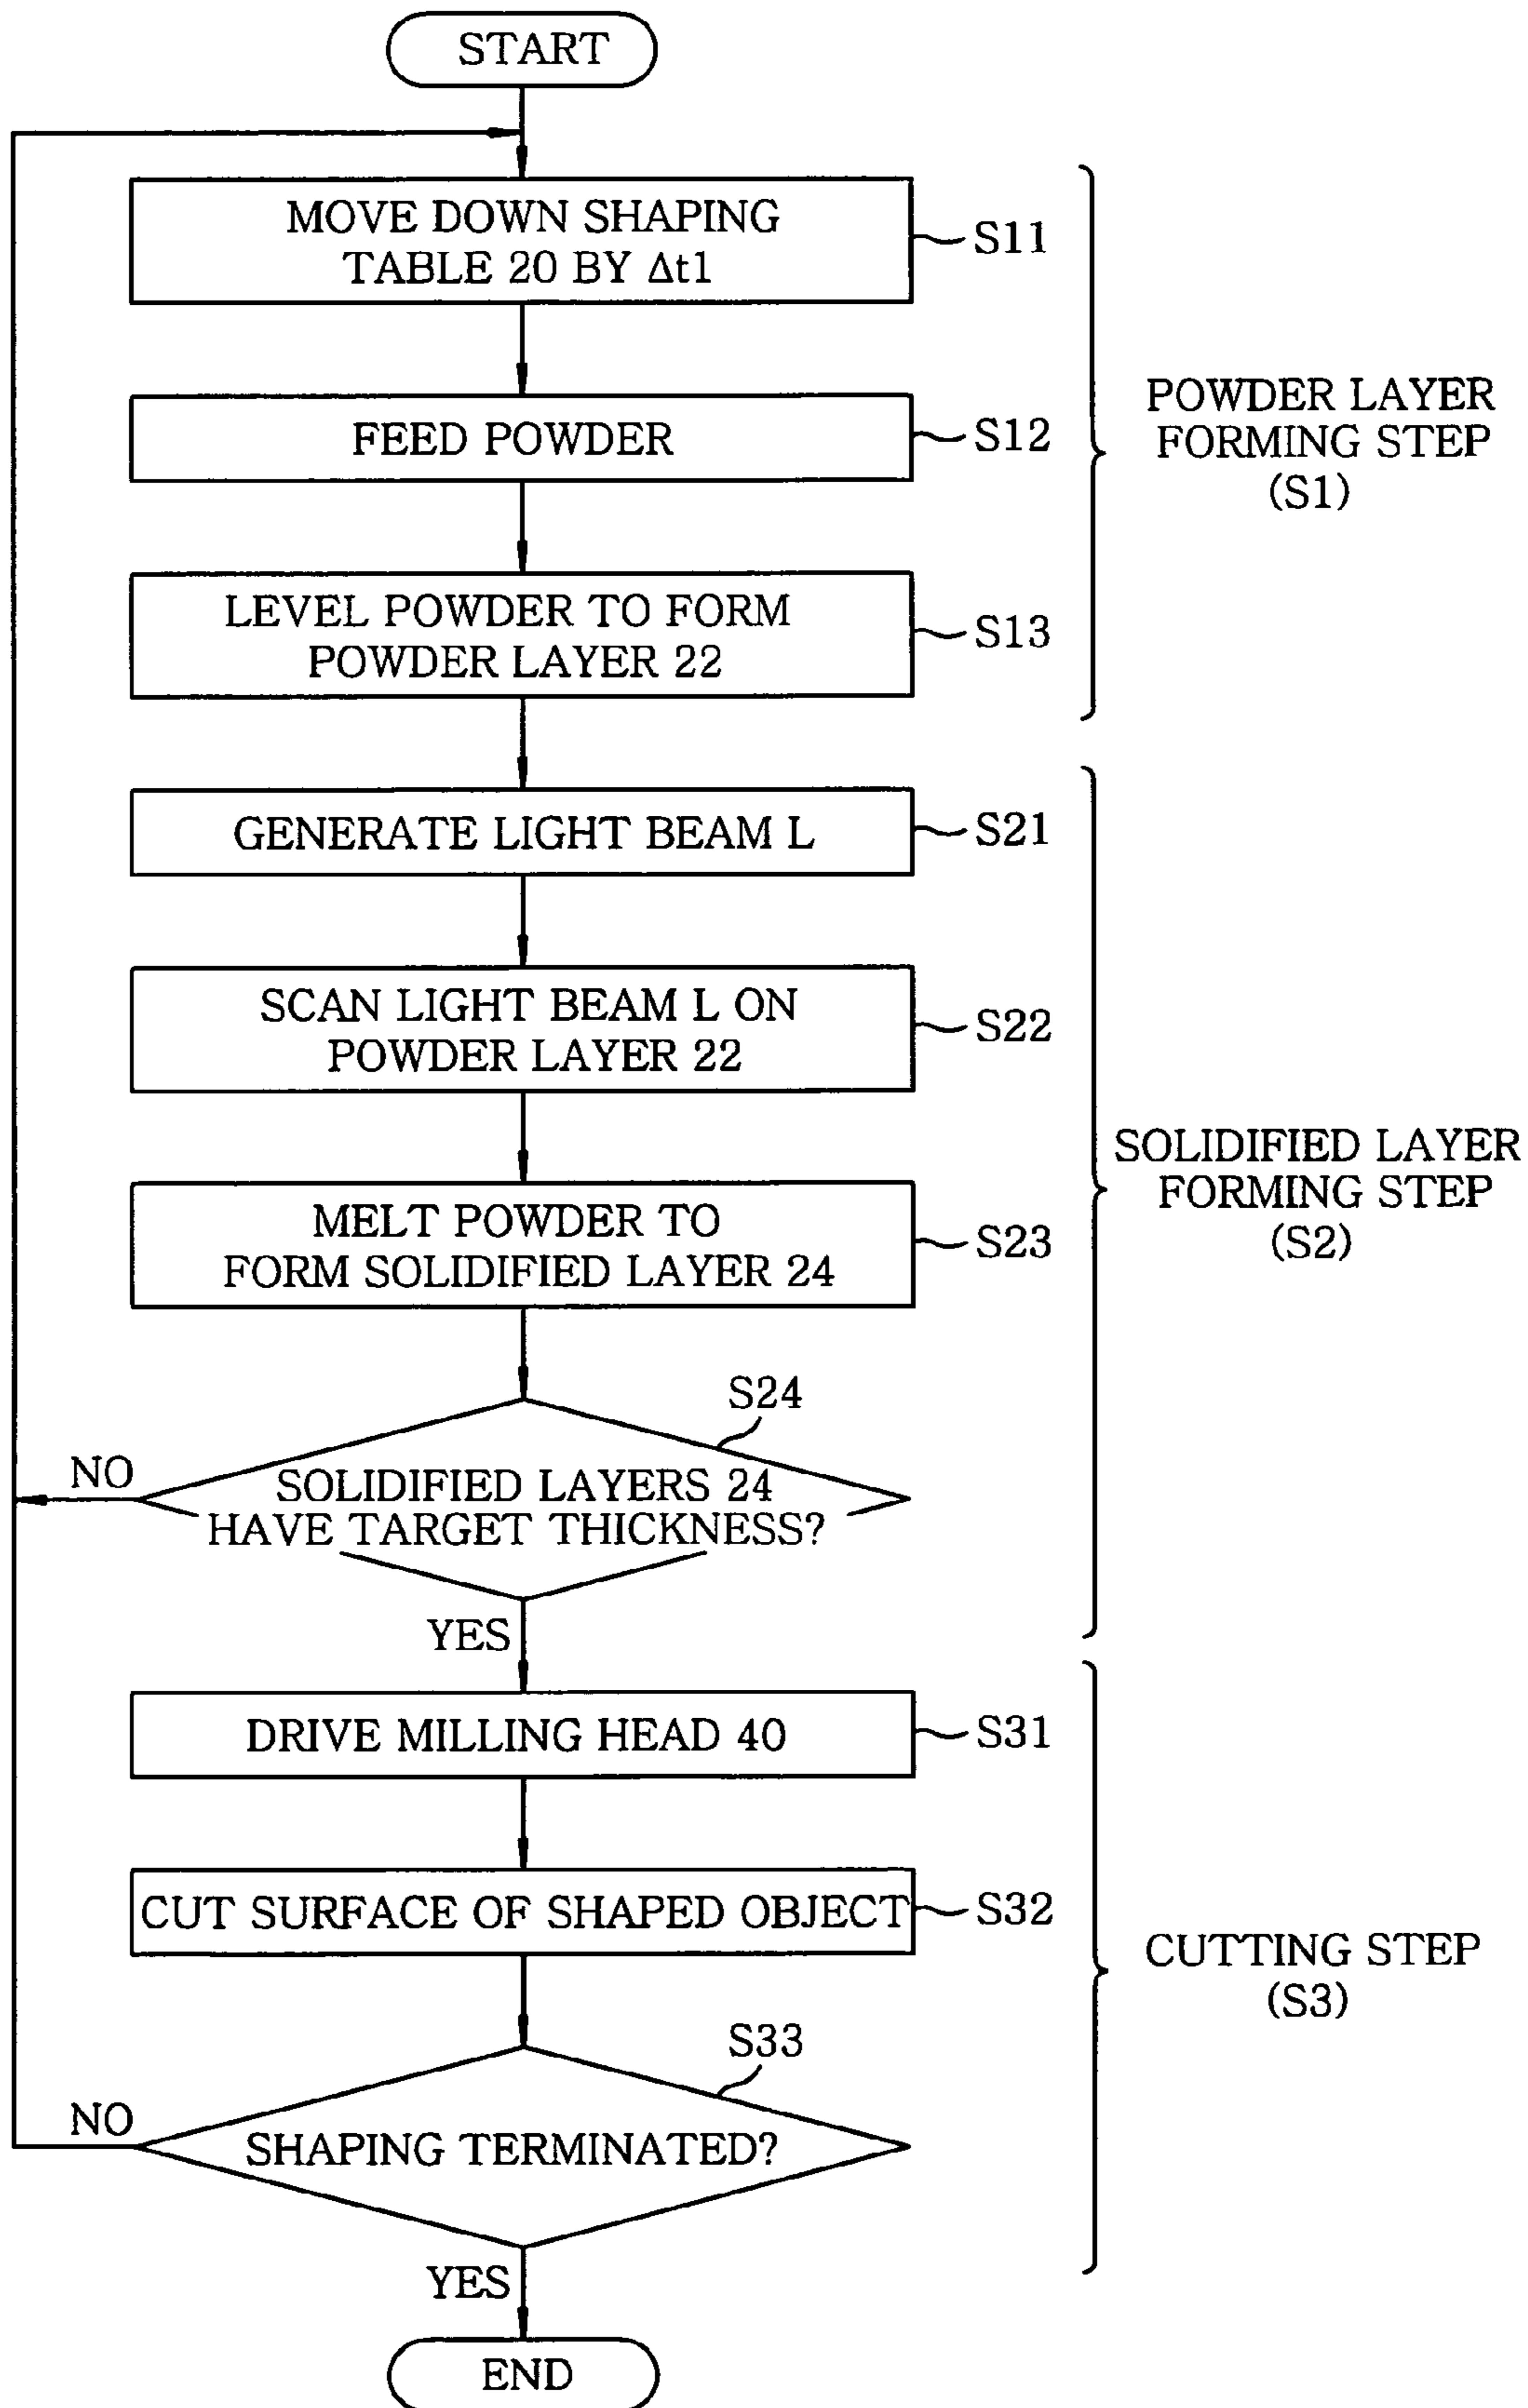 START
MOVE DOWN SHAPING
TABLE 20 BY Δt1
S11
FEED POWDER
S12
LEVEL POWDER TO FORM
POWDER LAYER 22
S13
POWDER LAYER
FORMING STEP
(S1)
GENERATE LIGHT BEAM L
S21
SCAN LIGHT BEAM L ON
POWDER LAYER 22
S22
MELT POWDER TO
FORM SOLIDIFIED LAYER 24
S23
SOLIDIFIED LAYER
FORMING STEP
(S2)
S24
NO
SOLIDIFIED LAYERS 24
HAVE TARGET THICKNESS?
YES
DRIVE MILLING HEAD 40
S31
CUT SURFACE OF SHAPED OBJECT
S32
CUTTING STEP
(S3)
S33
NO
SHAPING TERMINATED?
YES
END